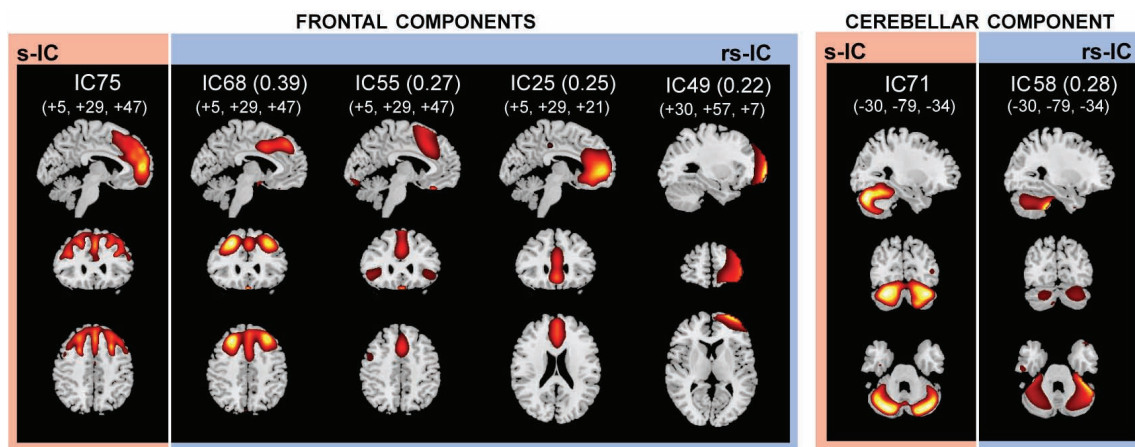 FRONTAL COMPONENTS
s-IC
rs-IC
IC75
(+5, +29, +47)
IC68 (0.39)
(+5, +29, +47)
IC55 (0.27)
(+5, +29, +47)
IC25 (0.25)
(+5, +29, +21)
IC49 (0.22)
(+30, +57, +7)
CEREBELLAR COMPONENT
s-IC
rs-IC
IC71
(-30, -79, -34)
IC58 (0.28)
(-30, -79, -34)